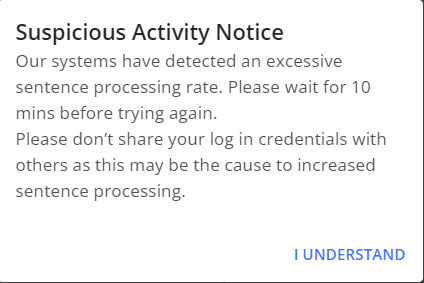 Suspicious Activity Notice
Our systems have detected an excessive
sentence processing rate. Please wait for 10
mins before trying again.
Please don’t share your log in credentials with
others as this may be the cause to increased
sentence processing.
I UNDERSTAND